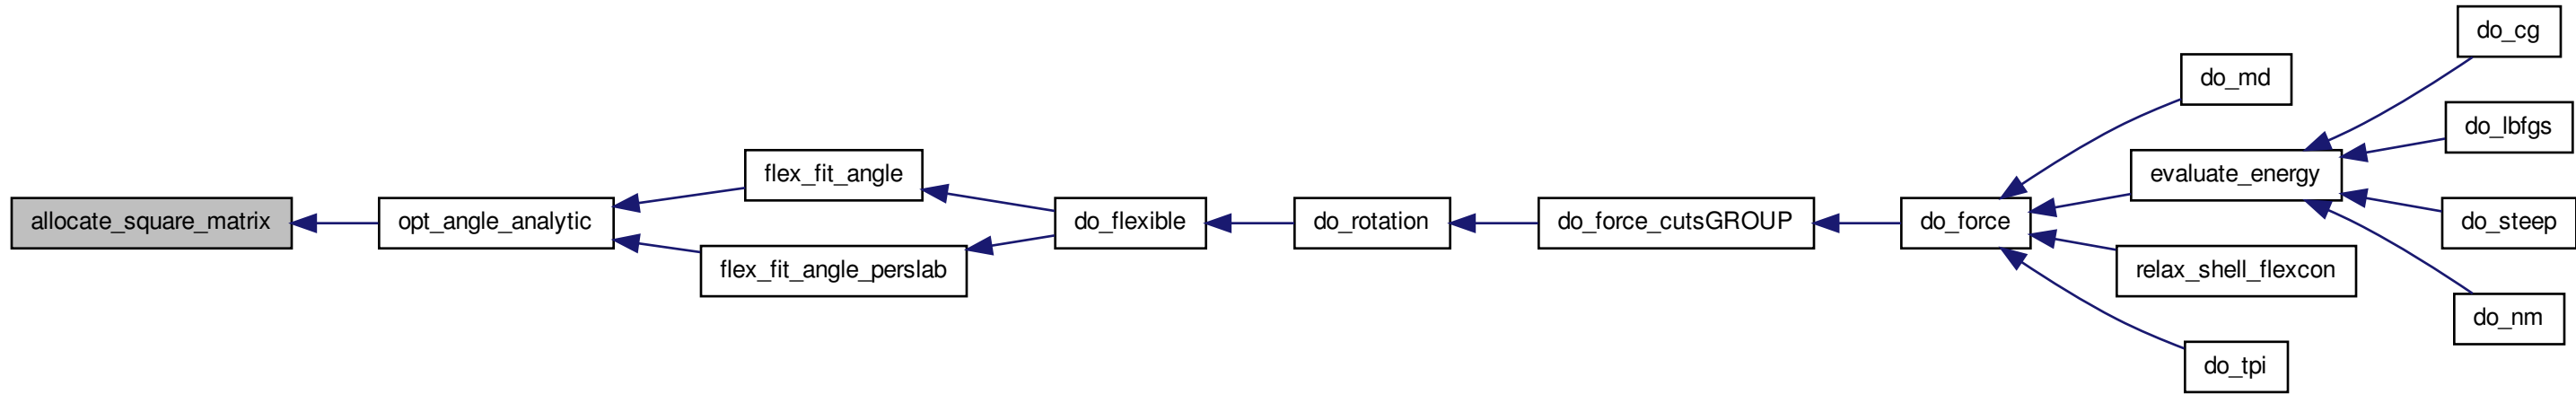 allocate_square_matrix
opt_angle_analytic
flex_fit_angle
flex_fit_angle_perslab
do_flexible
do_rotation
do_force_cutsGROUP
do_force
do_md
evaluate_energy
relax_shell_flexcon
do_tpi
do_cg
do_lbfgs
do_steep
do_nm